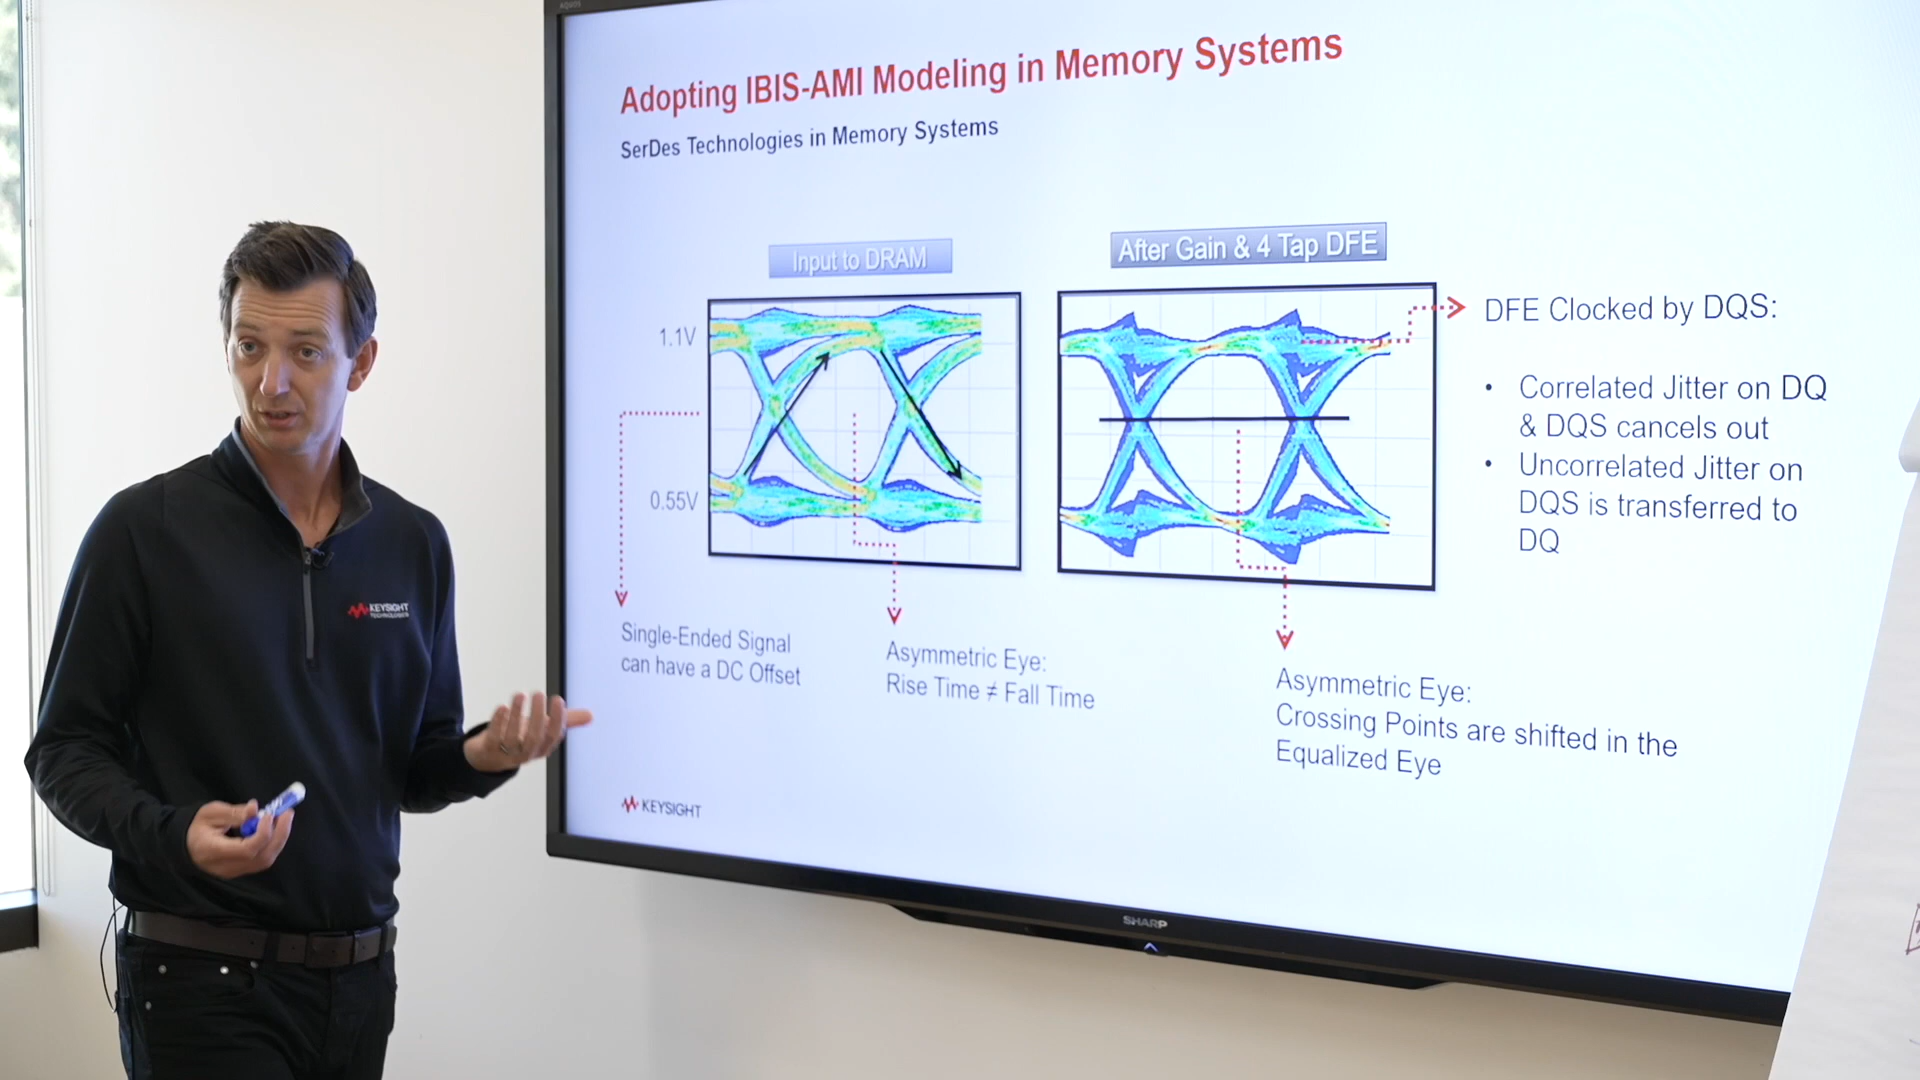 AQUOS
Adopting IBIS-AMI Modeling in Memory Systems
SerDes Technologies in Memory Systems
Input to DRAM
After Gain & 4 Tap DFE
1.1V
0.55V
DFE Clocked by DQS:
• Correlated Jitter on DQ
& DQS cancels out
• Uncorrelated Jitter on
DQS is transferred to
DQ
Single-Ended Signal
can have a DC Offset
Asymmetric Eye:
Rise Time ≠ Fall Time
Asymmetric Eye:
Crossing Points are shifted in the
Equalized Eye
KEYSIGHT
SHARP
KEYSIGHT
TECHNOLOGIES